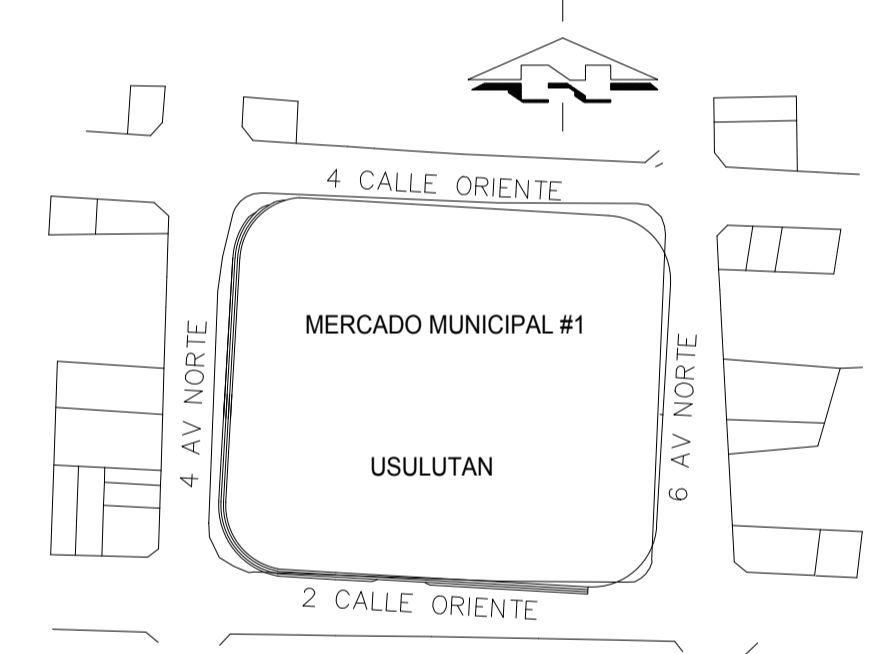 N
4 CALLE ORIENTE
MERCADO MUNICIPAL #1
4 AV NORTE
6 AV NORTE
USULUTAN
2 CALLE ORIENTE